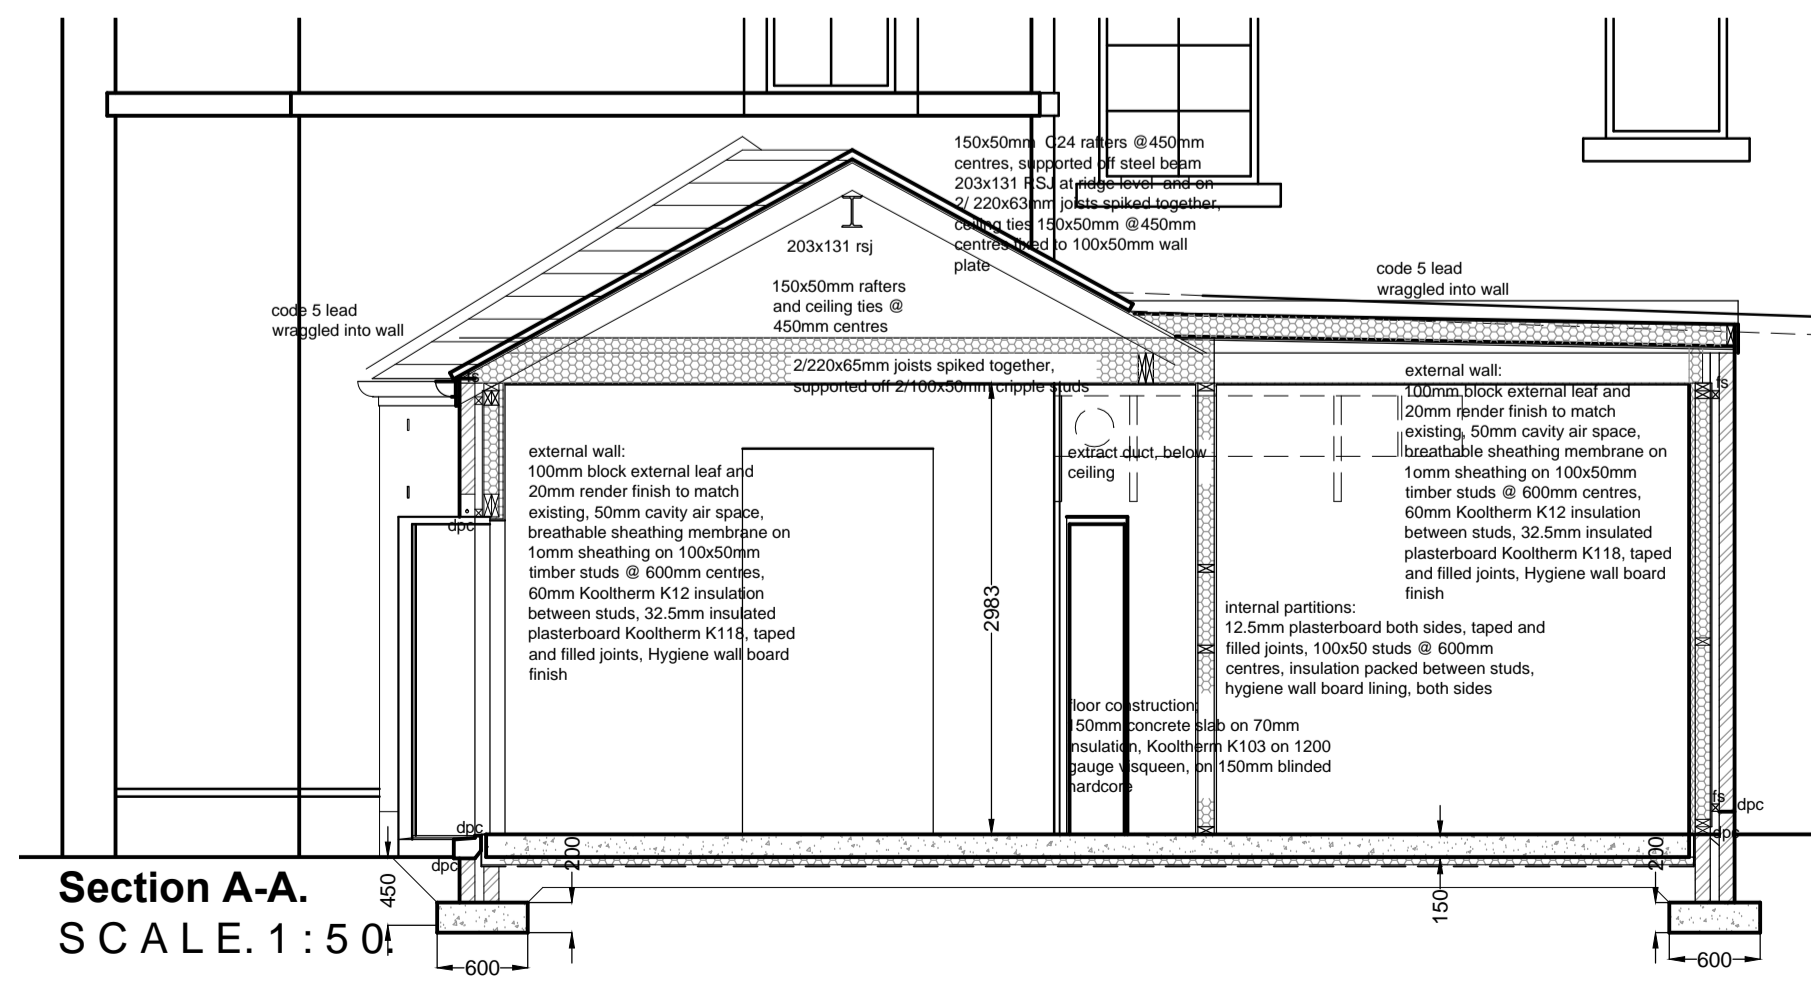 150x50mm C24 rafters @450mm
centres, supported off steel beam
203x131 RSJ at ridge level and on
2/ 220x63mm joists spiked together,
ceiling ties 150x50mm @450mm
centres fixed to 100x50mm wall
plate
203x131 rsj
150x50mm rafters
and ceiling ties @
450mm centres
code 5 lead
wraggled into wall
code 5 lead
wraggled into wall
2/220x65mm joists spiked together,
supported off 2/100x50mm cripple studs
fs
fs
external wall:
100mm block external leaf and
20mm render finish to match
existing, 50mm cavity air space,
breathable sheathing membrane on
1omm sheathing on 100x50mm
timber studs @ 600mm centres,
60mm Kooltherm K12 insulation
between studs, 32.5mm insulated
plasterboard Kooltherm K118, taped
and filled joints, Hygiene wall board
finish
extract duct, below
ceiling
external wall:
100mm block external leaf and
20mm render finish to match
existing, 50mm cavity air space,
breathable sheathing membrane on
1omm sheathing on 100x50mm
timber studs @ 600mm centres,
60mm Kooltherm K12 insulation
between studs, 32.5mm insulated
plasterboard Kooltherm K118, taped
and filled joints, Hygiene wall board
finish
dpc
2983
internal partitions:
12.5mm plasterboard both sides, taped and
filled joints, 100x50 studs @ 600mm
centres, insulation packed between studs,
hygiene wall board lining, both sides
floor construction:
150mm concrete slab on 70mm
insulation, Kooltherm K103 on 1200
gauge visqueen, on 150mm blinded
hardcore
fs
dpc
dpc
dpc
dpc
200
200
450
150
600
600
Section A-A.
SCALE. 1:50.